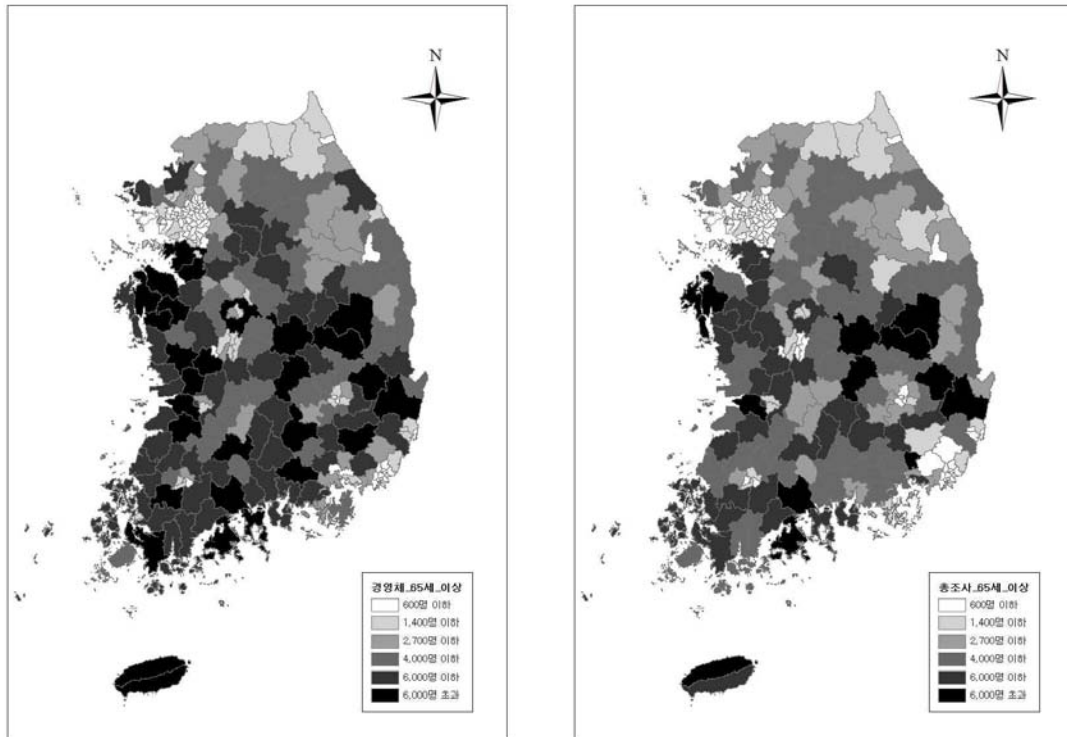 N
경영체_65세_이상
600명 이하
1,400명 이하
2,700명 이하
4,000명 이하
6,000명 이하
6,000명 초과
N
총조사_65세_이상
600명 이하
1,400명 이하
2,700명 이하
4,000명 이하
6,000명 이하
6,000명 초과